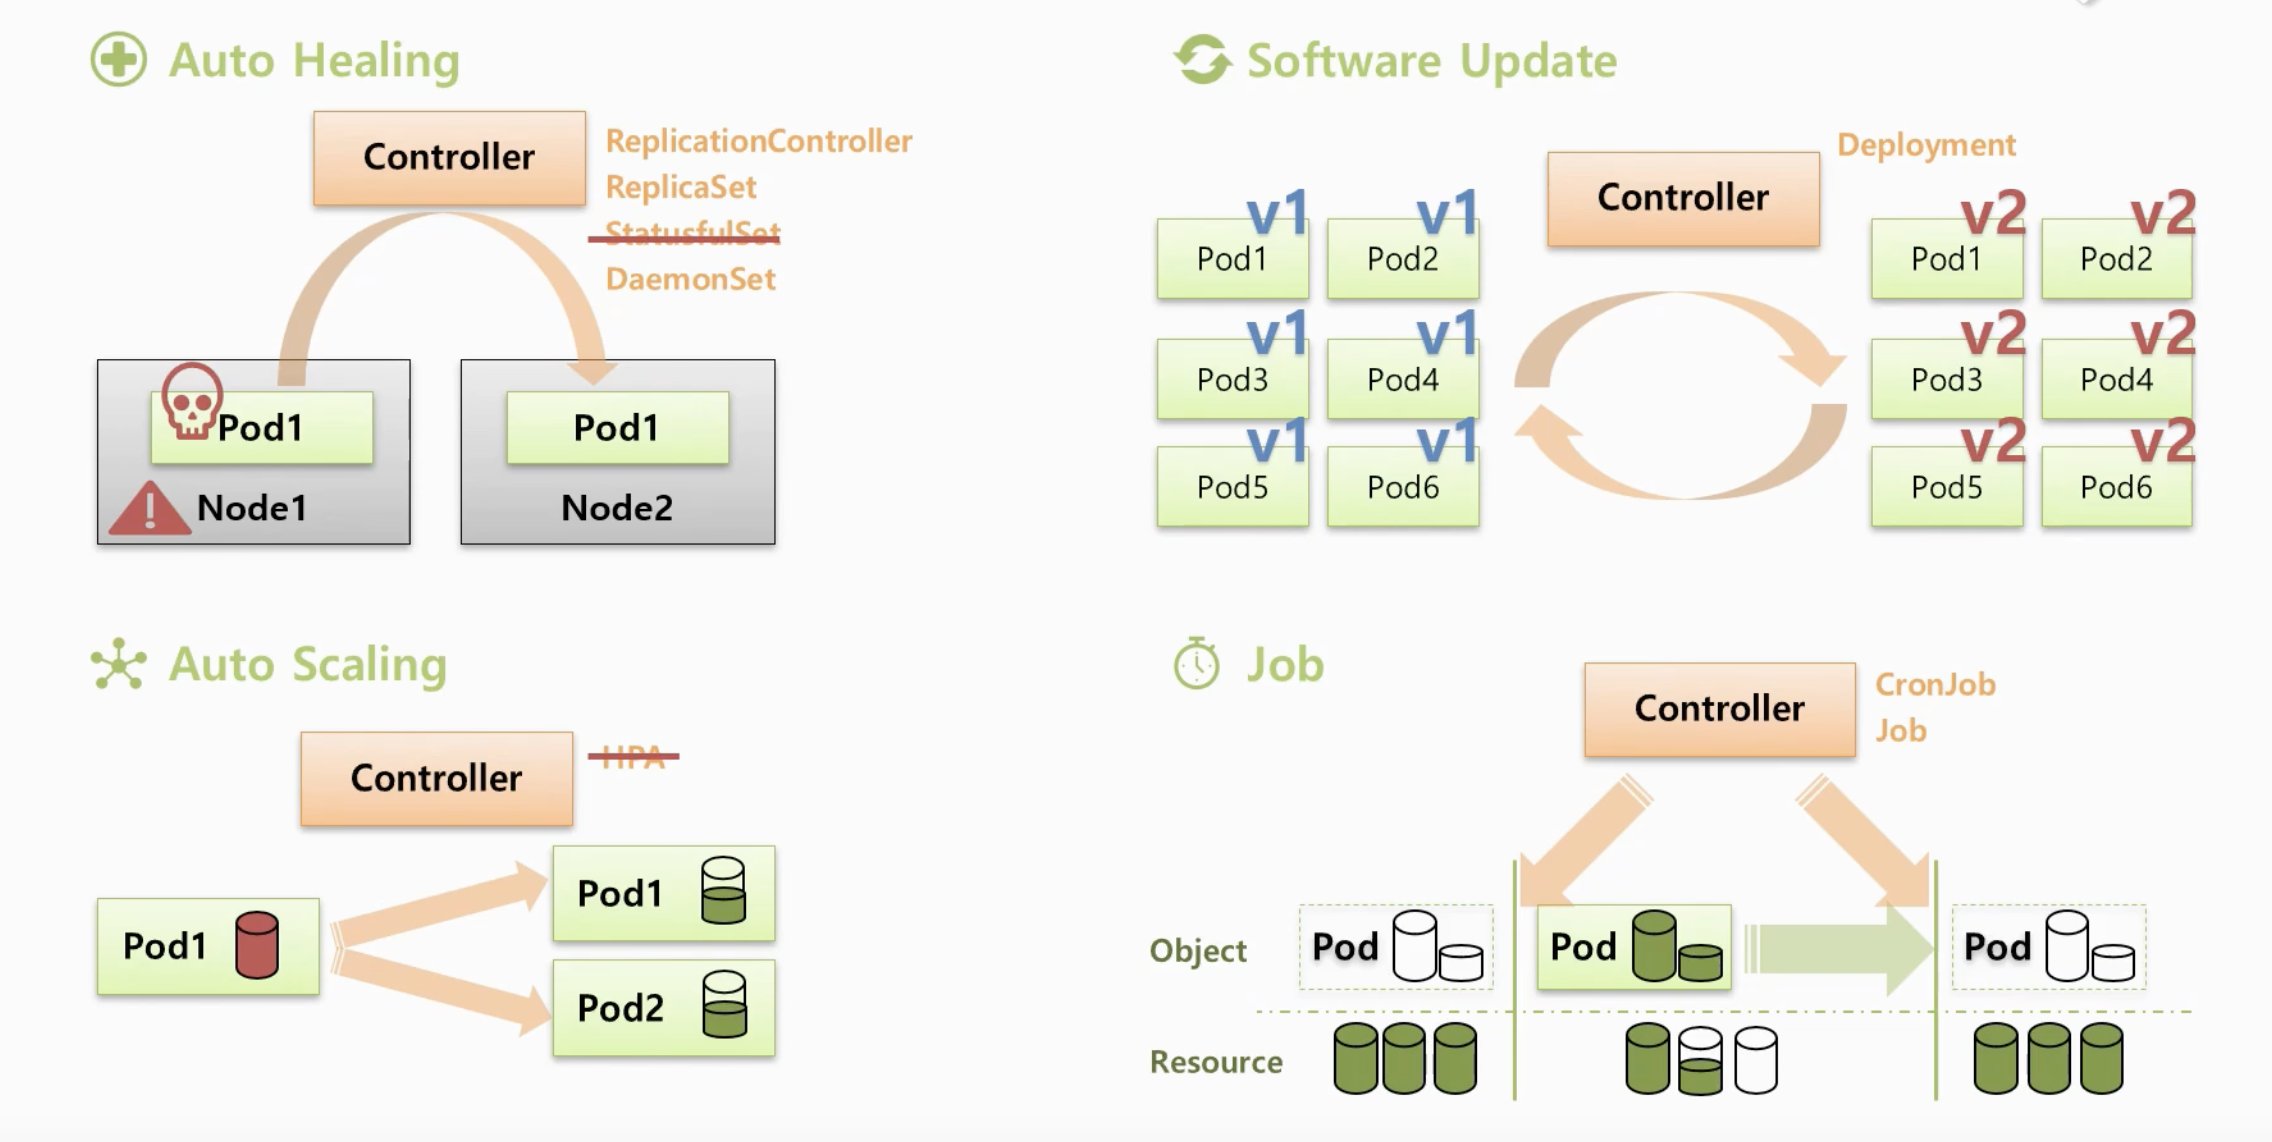 Auto Healing
Controller
ReplicationController
ReplicaSet
StatusfulSet
DaemonSet
Pod1
Node1
Pod1
Node2
Software Update
Controller
Deployment
v1
Pod1
v1
Pod2
v1
Pod3
v1
Pod4
v1
Pod5
v1
Pod6
v2
Pod1
v2
Pod2
v2
Pod3
v2
Pod4
v2
Pod5
v2
Pod6
Auto Scaling
Controller
HPA
Pod1
Pod1
Pod2
Job
Controller
CronJob
Job
Object
Pod
Pod
Pod
Resource